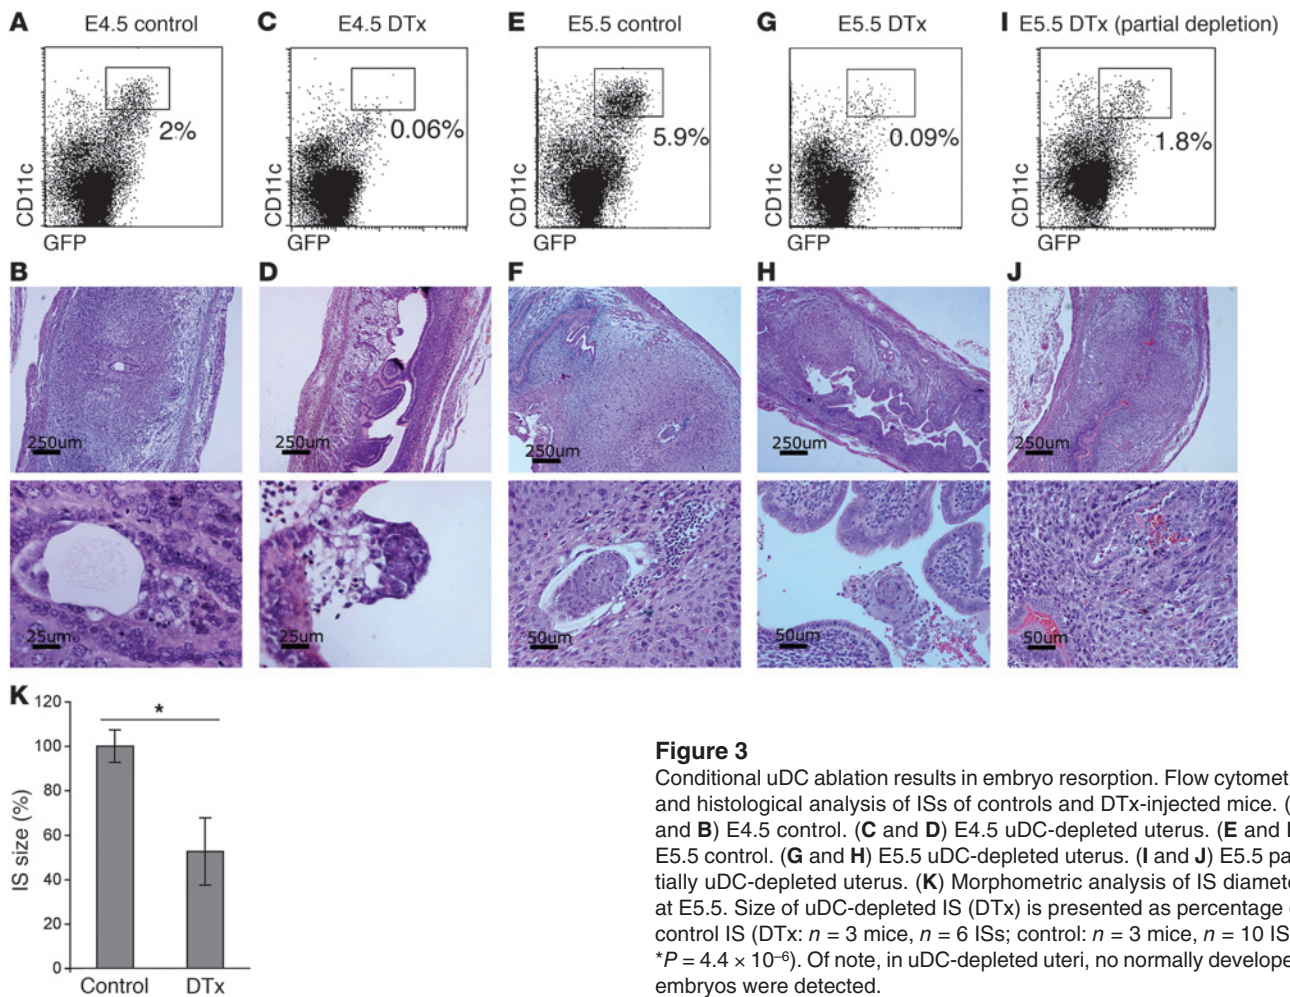 A E4.5 control
C E4.5 DTx
E E5.5 control
G E5.5 DTx
I E5.5 DTx (partial depletion)
CD11c
2%
GFP
CD11c
0.06%
GFP
CD11c
5.9%
GFP
CD11c
0.09%
GFP
CD11c
1.8%
GFP
B
D
F
H
J
250um
250um
250um
250um
250um
25um
25um
50um
50um
50um
K
IS size (%)
120
100
80
60
40
20
0
*
Control
DTx
Figure 3
Conditional uDC ablation results in embryo resorption. Flow cytometri
and histological analysis of ISs of controls and DTx-injected mice. (
and B) E4.5 control. (C and D) E4.5 uDC-depleted uterus. (E and
E5.5 control. (G and H) E5.5 uDC-depleted uterus. (I and J) E5.5 par
tially uDC-depleted uterus. (K) Morphometric analysis of IS diamete
at E5.5. Size of uDC-depleted IS (DTx) is presented as percentage
control IS (DTx: n = 3 mice, n = 6 ISs; control: n = 3 mice, n = 10 IS
*P = 4.4 × 10–6). Of note, in uDC-depleted uteri, no normally develope
embryos were detected.